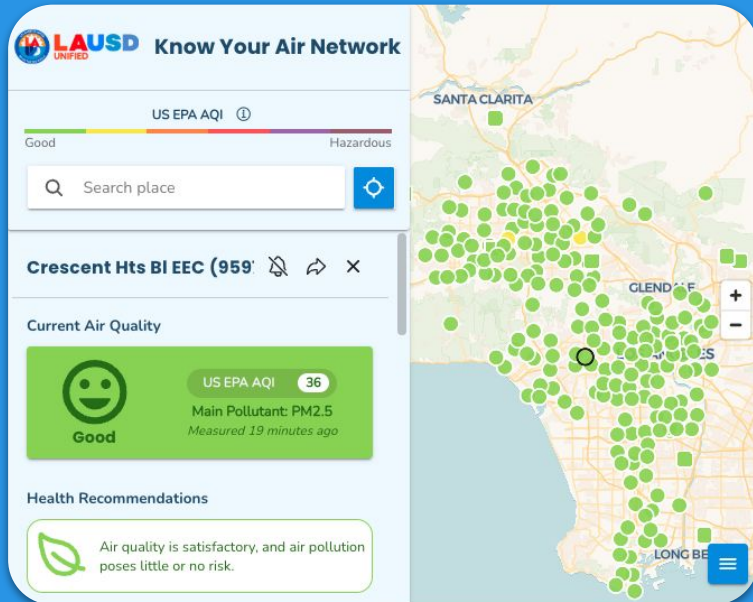 LAUSD
UNIFIED
Know Your Air Network
US EPA AQI
Good
Hazardous
Search place
Crescent Hts Bl EEC (959
Current Air Quality
US EPA AQI 36
Main Pollutant: PM2.5
Measured 19 minutes ago
Good
Health Recommendations
Air quality is satisfactory, and air pollution
poses little or no risk.
SANTA CLARITA
GLENDALE
LONG BE
+
−